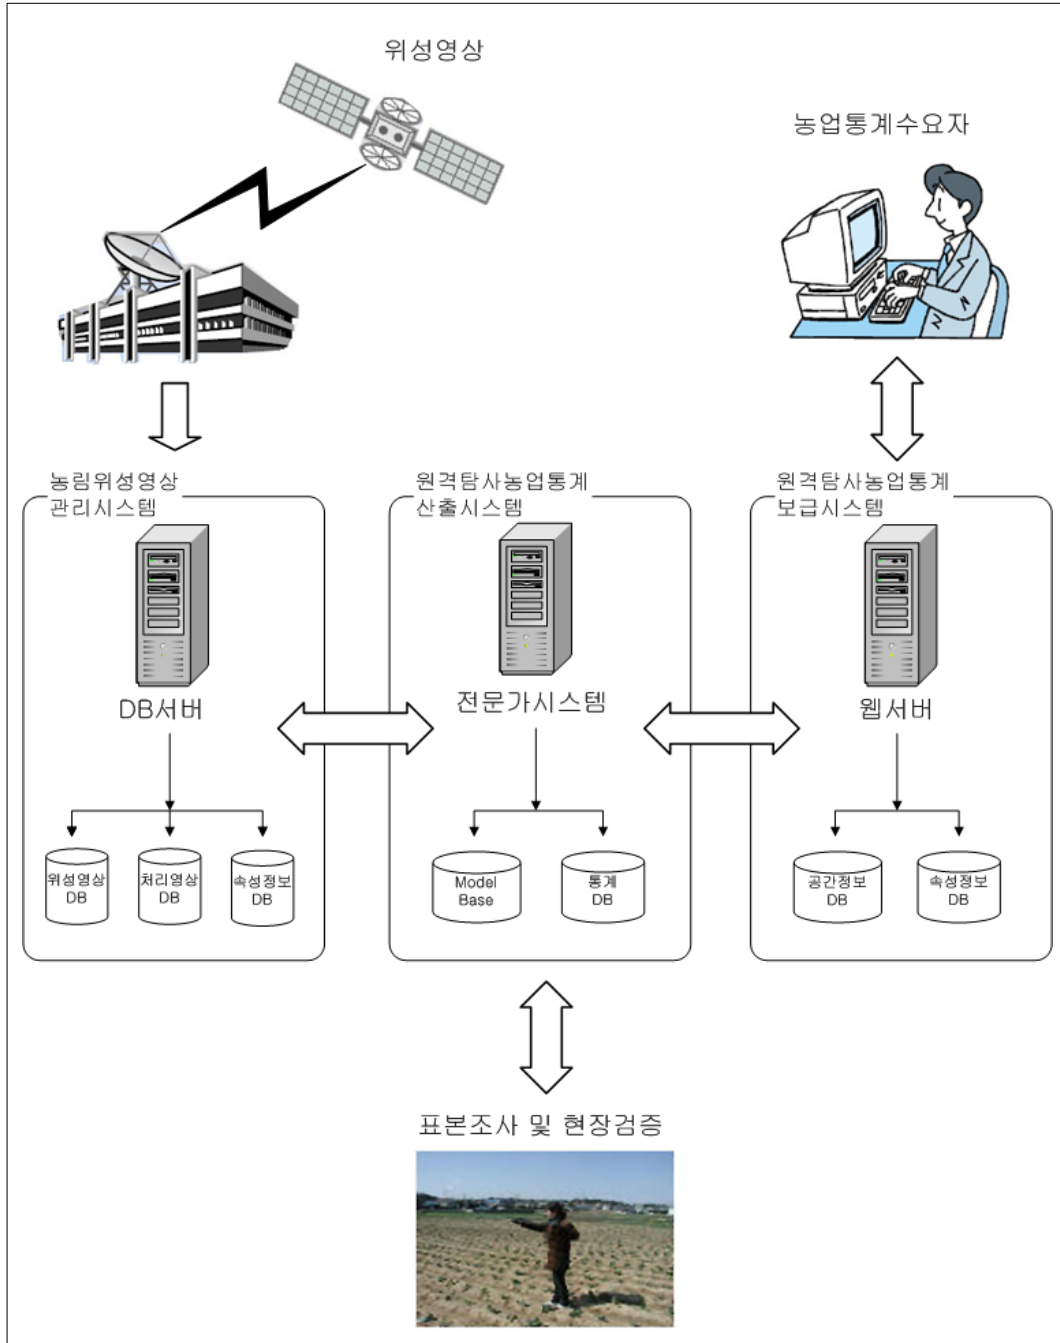 위성영상
농업통계수요자
농림위성영상
관리시스템
DB서버
위성영상
DB
처리영상
DB
속성정보
DB
원격탐사농업통계
산출시스템
전문가시스템
Model
Base
통계
DB
원격탐사농업통계
보급시스템
웹서버
공간정보
DB
속성정보
DB
표본조사 및 현장검증